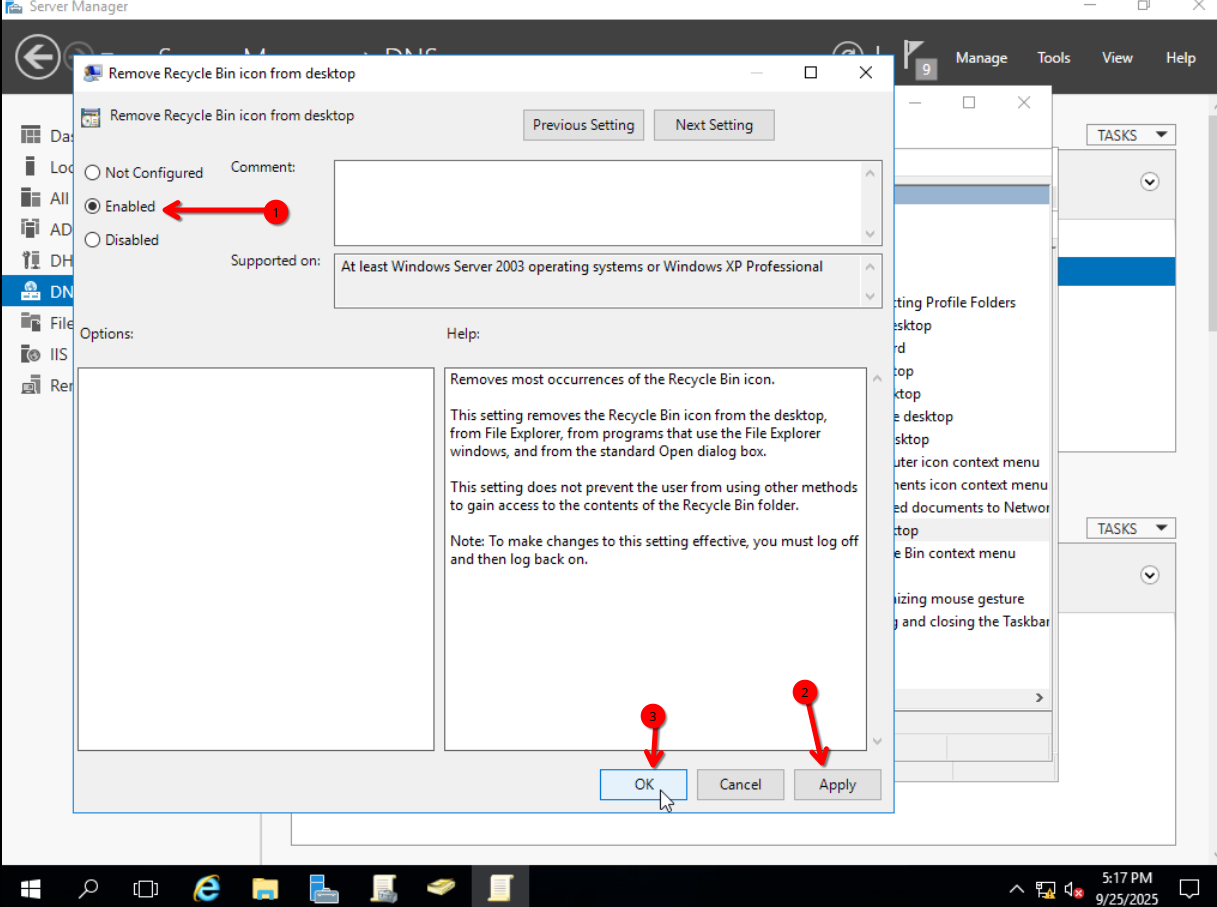 Server Manager
Remove Recycle Bin icon from desktop
9
Manage
Tools
View
Help
Remove Recycle Bin icon from desktop
Previous Setting
Next Setting
TASKS
Not Configured
Comment:
All
Enabled
1
AD
Disabled
DH
Supported on:
At least Windows Server 2003 operating systems or Windows XP Professional
DN
File
Options:
Help:
IIS
Removes most occurrences of the Recycle Bin icon.
This setting removes the Recycle Bin icon from the desktop,
from File Explorer, from programs that use the File Explorer
windows, and from the standard Open dialog box.
This setting does not prevent the user from using other methods
to gain access to the contents of the Recycle Bin folder.
Note: To make changes to this setting effective, you must log off
and then log back on.
ting Profile Folders
sktop
rd
top
ktop
e desktop
sktop
uter icon context menu
ents icon context menu
ed documents to Networ
top
e Bin context menu
izing mouse gesture
g and closing the Taskbar
TASKS
2
3
OK
Cancel
Apply
5:17 PM
9/25/2025